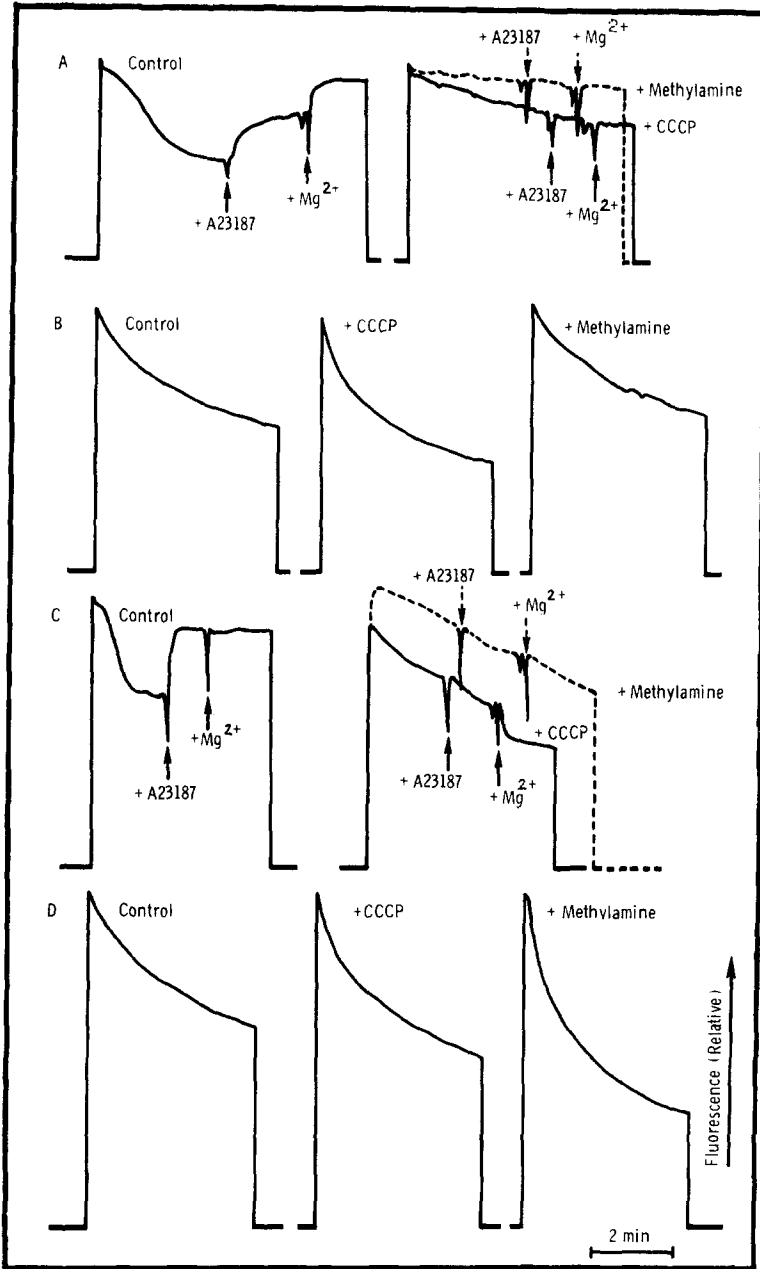 A
Control
+ A23187
+ Mg2+
+ A23187
+ Mg2+
+ Methylamine
+ CCCP
+ A23187
+ Mg2+
B
Control
+ CCCP
+ Methylamine
C
Control
+ A23187
+ Mg2+
+ A23187
+ Mg2+
+ Methylamine
+ CCCP
+ A23187
+ Mg2+
D
Control
+CCCP
+ Methylamine
Fluorescence (Relative)
2 min